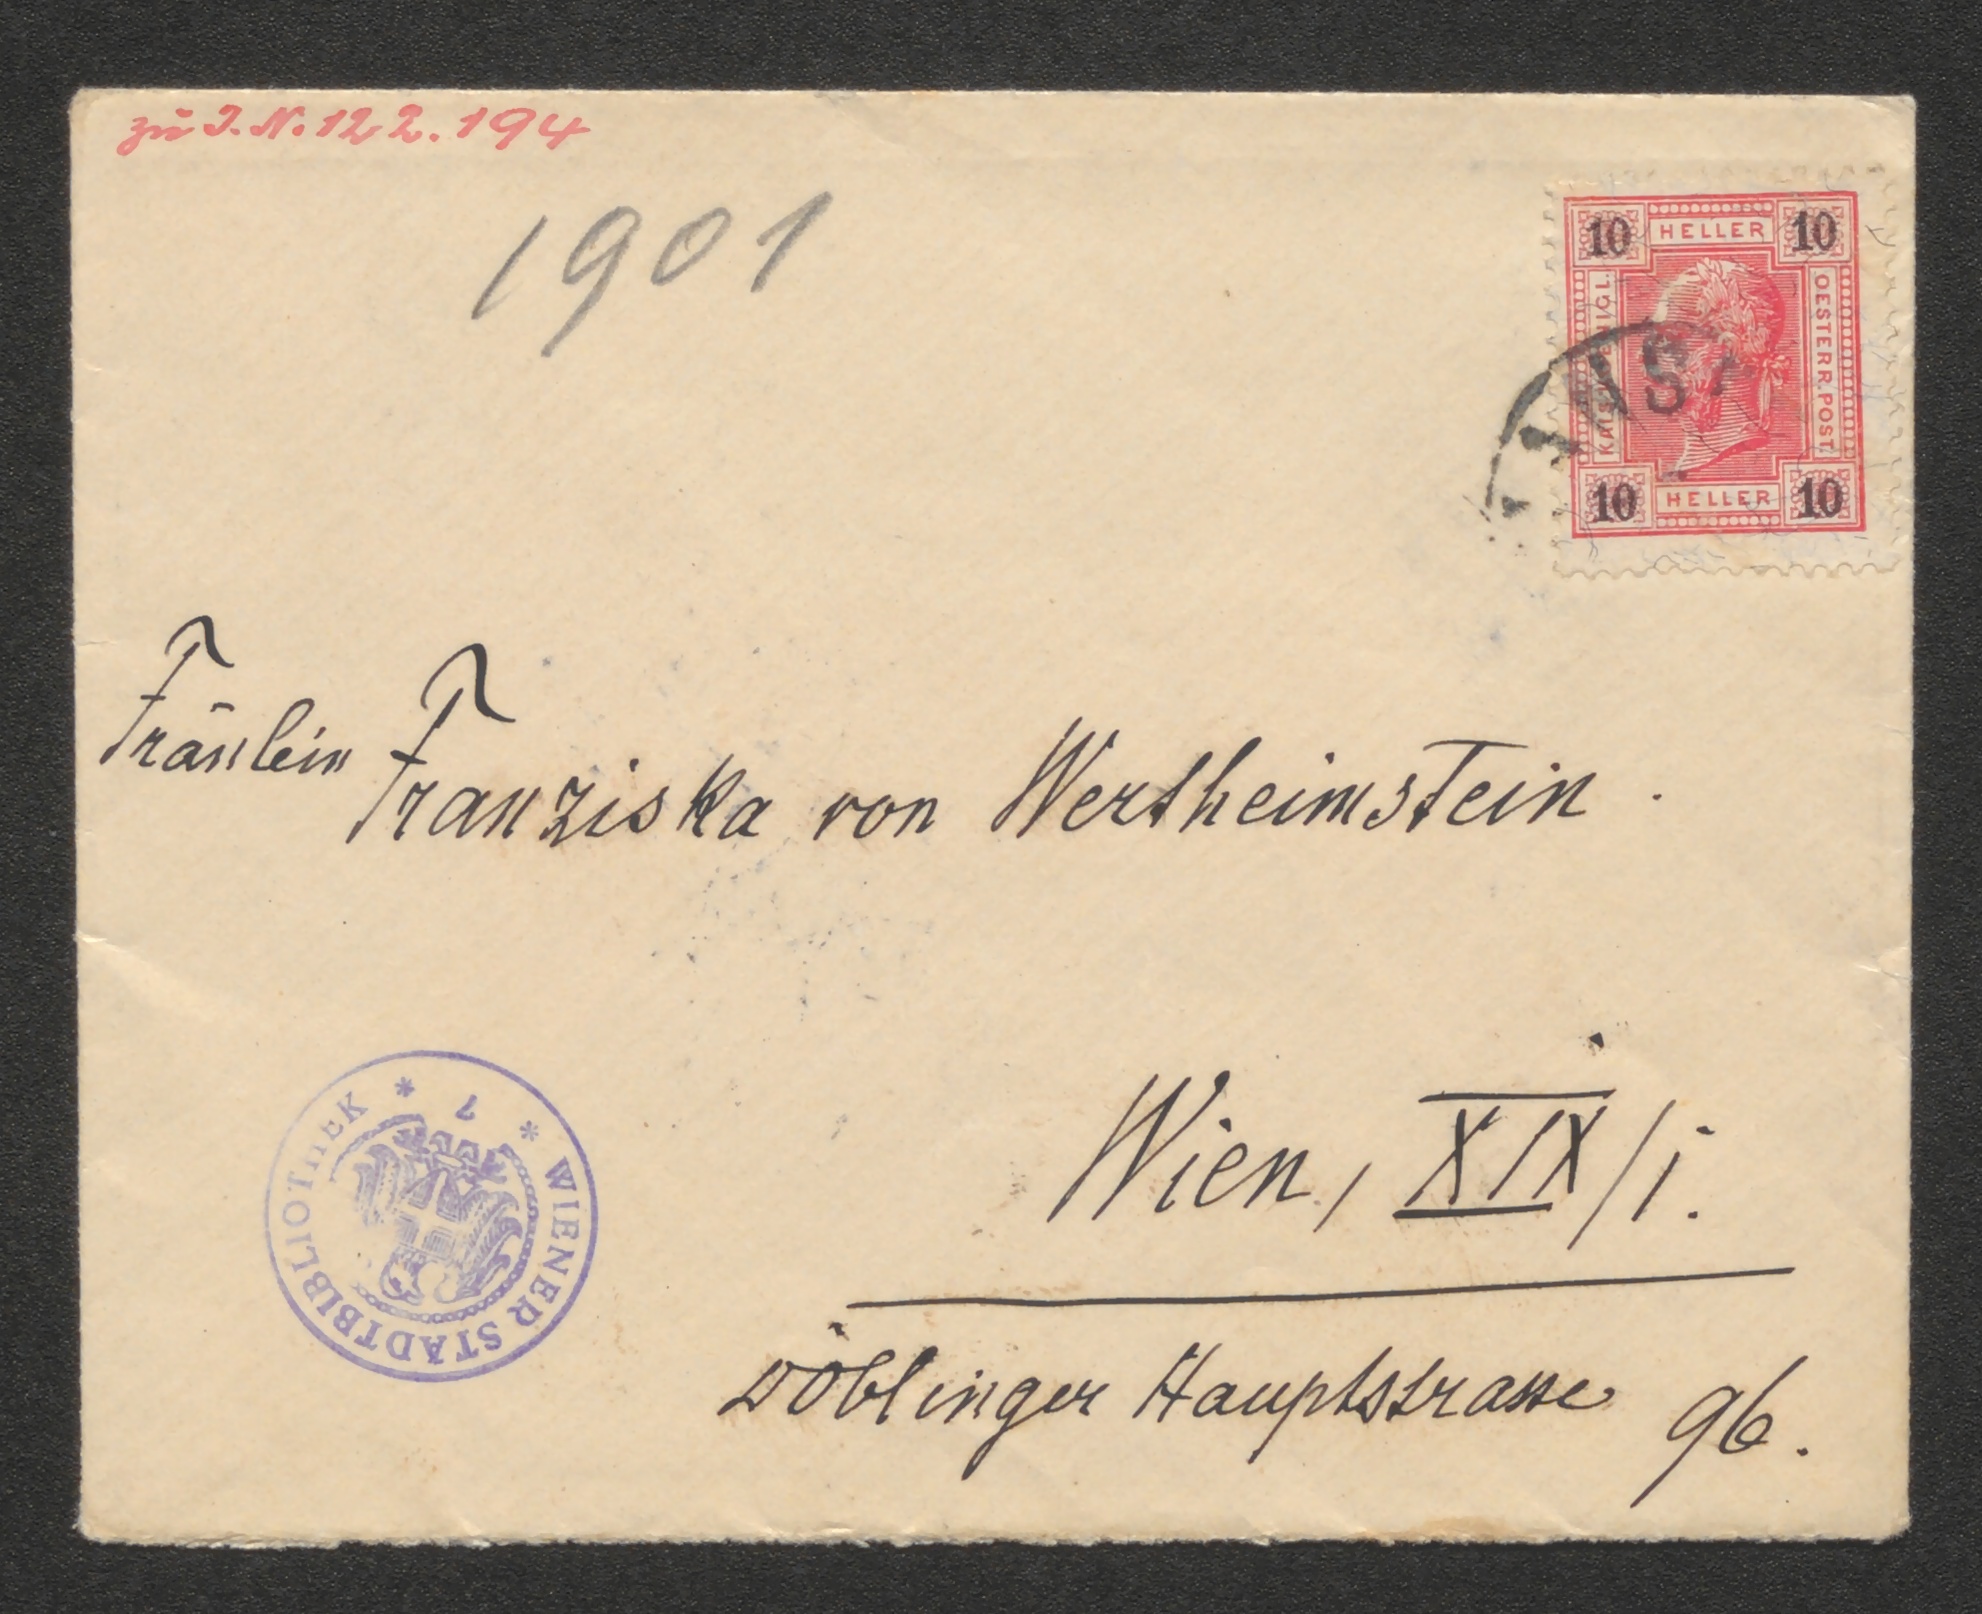 zu I.N. 122.194
1901
10 HELLER 10
KAISERL. KÖNIGL.
OESTERR. POST
10 HELLER 10
Fräulein Franziska von Wertheimstein.
Wien, XIX/i.
Döblinger Hauptstrasse 96.
* WIENER STADTBIBLIOTHEK *
1